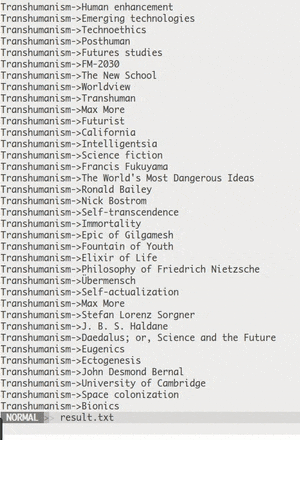 Transhumanism->Human enhancement
Transhumanism->Emerging technologies
Transhumanism->Technoethics
Transhumanism->Posthuman
Transhumanism->Futures studies
Transhumanism->FM-2030
Transhumanism->The New School
Transhumanism->Worldview
Transhumanism->Transhuman
Transhumanism->Max More
Transhumanism->Futurist
Transhumanism->California
Transhumanism->Intelligentsia
Transhumanism->Science fiction
Transhumanism->Francis Fukuyama
Transhumanism->The World's Most Dangerous Ideas
Transhumanism->Ronald Bailey
Transhumanism->Nick Bostrom
Transhumanism->Self-transcendence
Transhumanism->Immortality
Transhumanism->Epic of Gilgamesh
Transhumanism->Fountain of Youth
Transhumanism->Elixir of Life
Transhumanism->Philosophy of Friedrich Nietzsche
Transhumanism->Übermensch
Transhumanism->Self-actualization
Transhumanism->Max More
Transhumanism->Stefan Lorenz Sorgner
Transhumanism->J. B. S. Haldane
Transhumanism->Daedalus; or, Science and the Future
Transhumanism->Eugenics
Transhumanism->Ectogenesis
Transhumanism->John Desmond Bernal
Transhumanism->University of Cambridge
Transhumanism->Space colonization
Transhumanism->Bionics
NORMAL result.txt